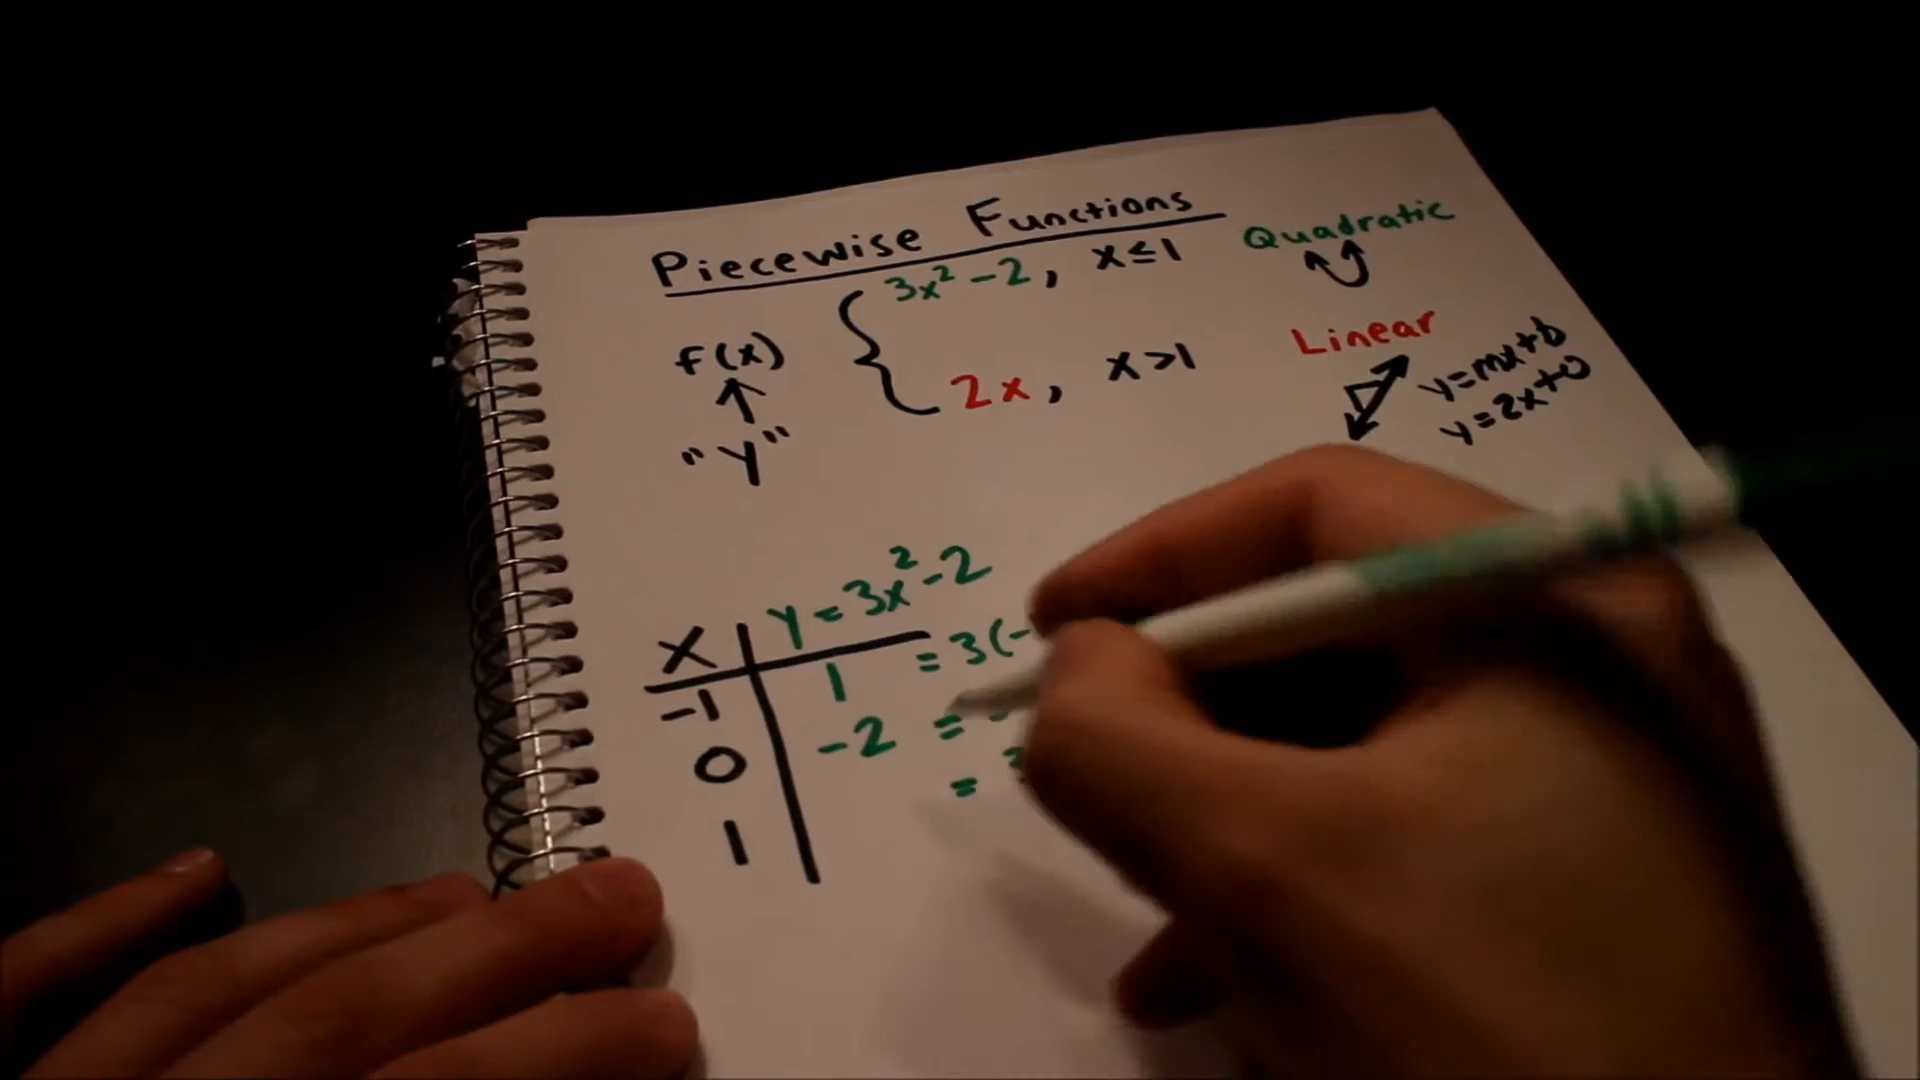 Piecewise Functions
3x² - 2, x ≤ 1
Quadratic
f(x)
2x, x > 1
Linear
y = mx + b
y = 2x + 0
"Y"
x
y = 3x² - 2
-1
1
= 3(-
0
-2
=
=
1